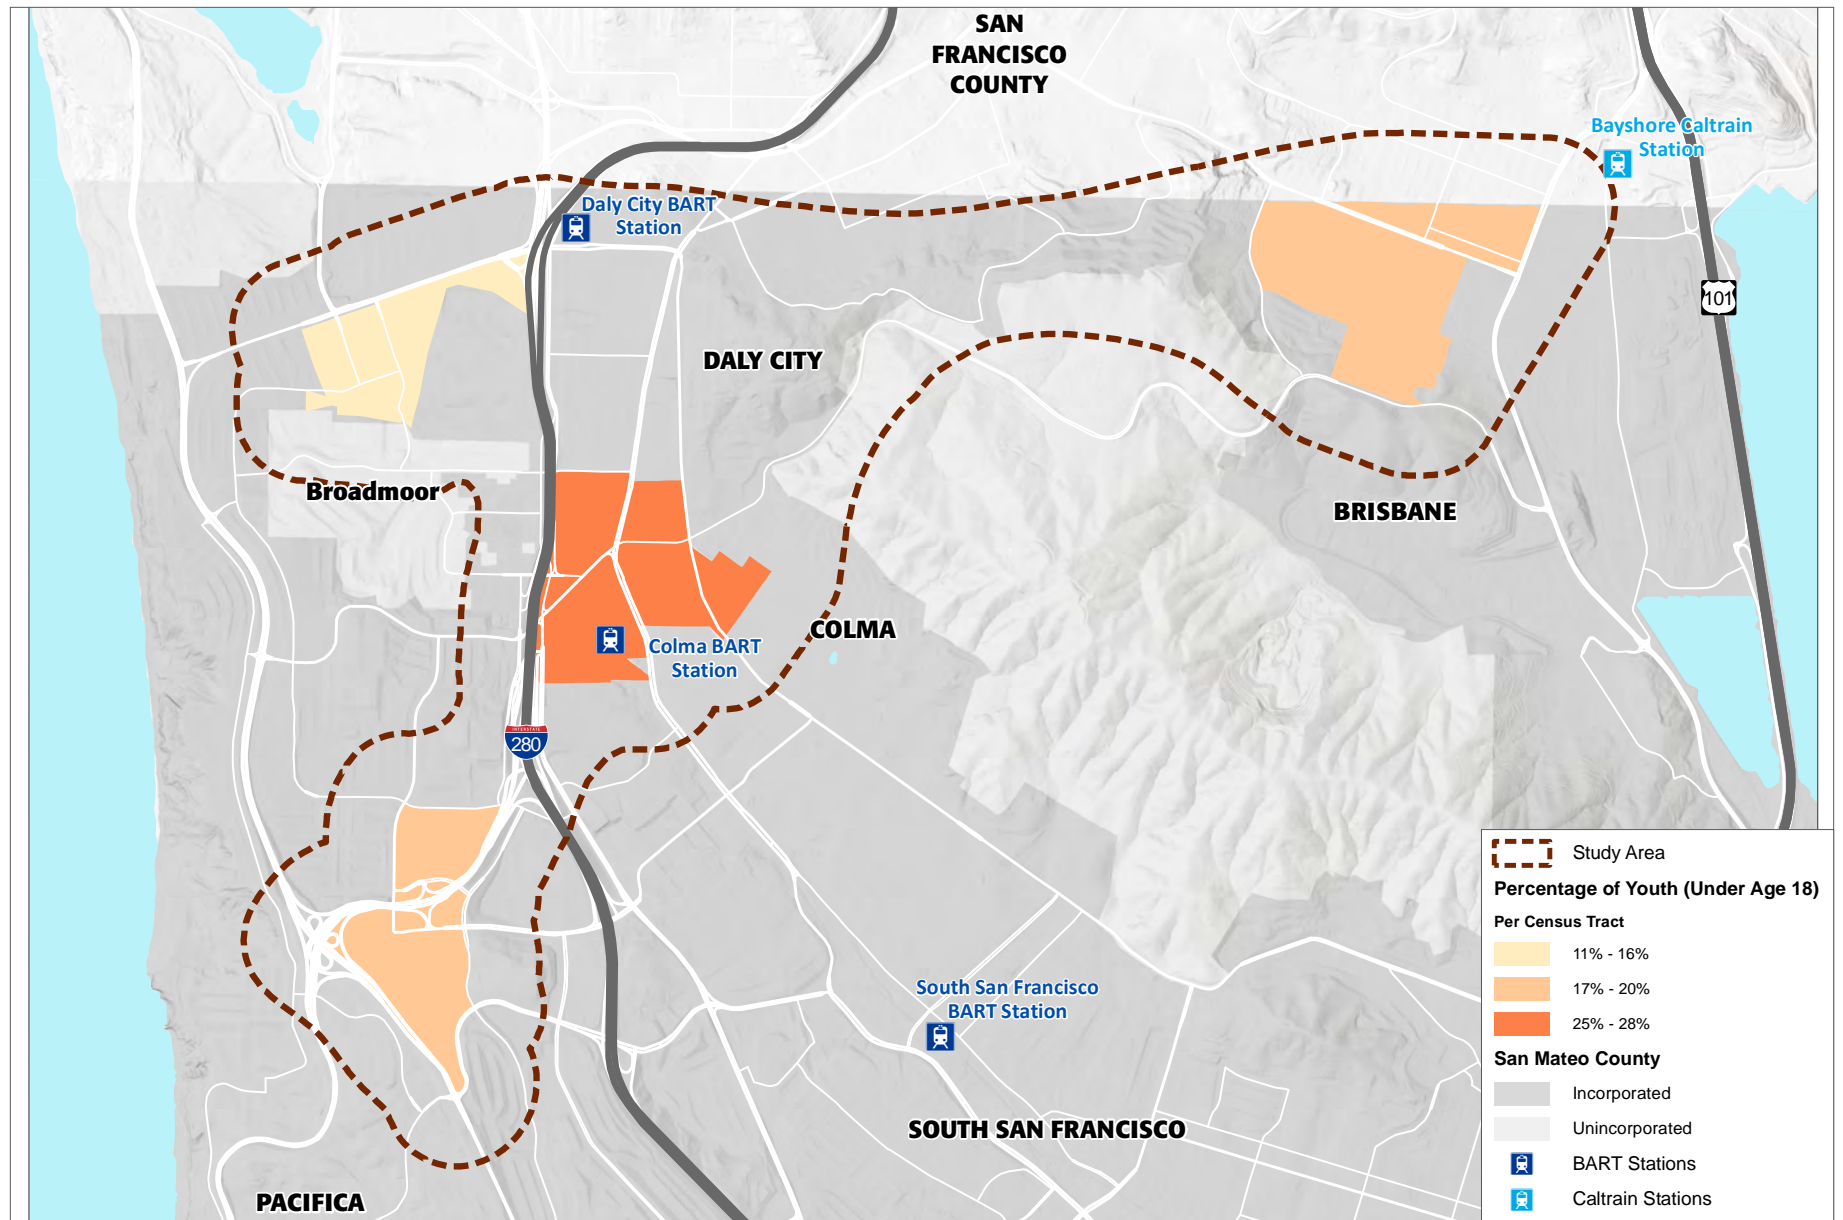 SAN
FRANCISCO
COUNTY
Bayshore Caltrain
Station
Daly City BART
Station
101
DALY CITY
Broadmoor
BRISBANE
COLMA
Colma BART
Station
INTERSTATE
280
South San Francisco
BART Station
SOUTH SAN FRANCISCO
PACIFICA
Study Area
Percentage of Youth (Under Age 18)
Per Census Tract
11% - 16%
17% - 20%
25% - 28%
San Mateo County
Incorporated
Unincorporated
BART Stations
Caltrain Stations